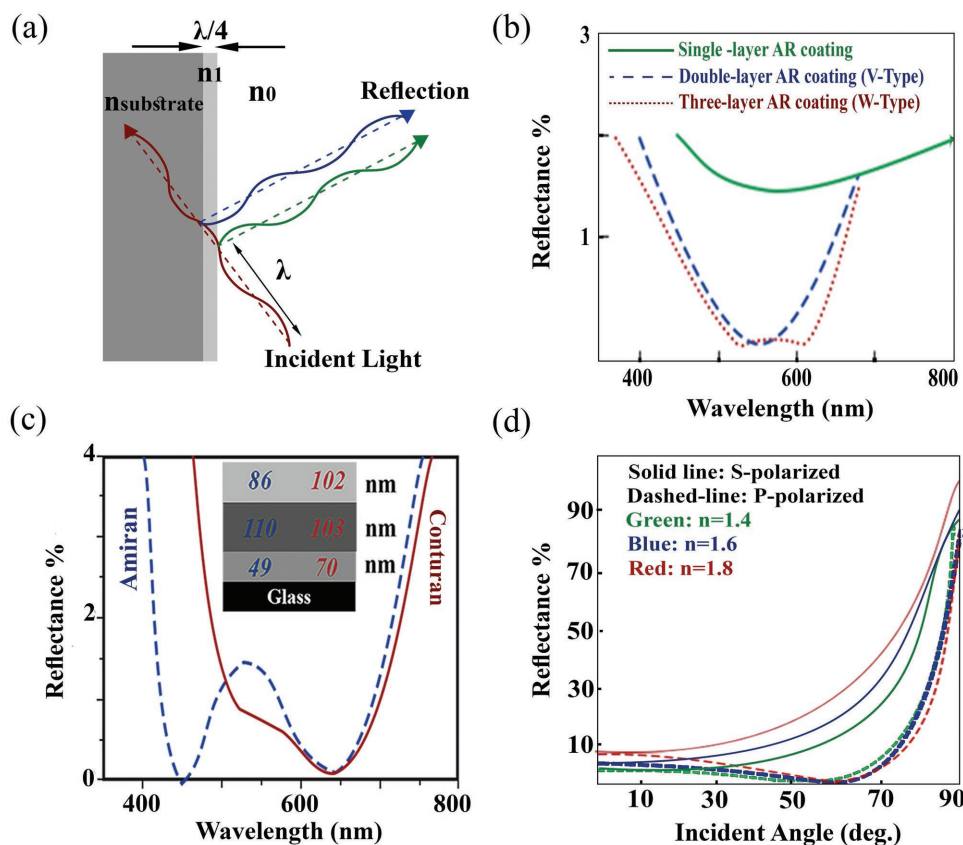 (a)
λ/4
n1
n0
nsubstrate
Reflection
λ
Incident Light
(b)
3
Single -layer AR coating
Double-layer AR coating (V-Type)
Three-layer AR coating (W-Type)
Reflectance %
1
400
600
800
Wavelength (nm)
(c)
4
2
0
Reflectance %
Amiran
Conturan
86 102 nm
110 103 nm
49 70 nm
Glass
400
600
800
Wavelength (nm)
(d)
Solid line: S-polarized
Dashed-line: P-polarized
Green: n=1.4
Blue: n=1.6
Red: n=1.8
Reflectance %
90
70
50
30
10
10
30
50
70
90
Incident Angle (deg.)